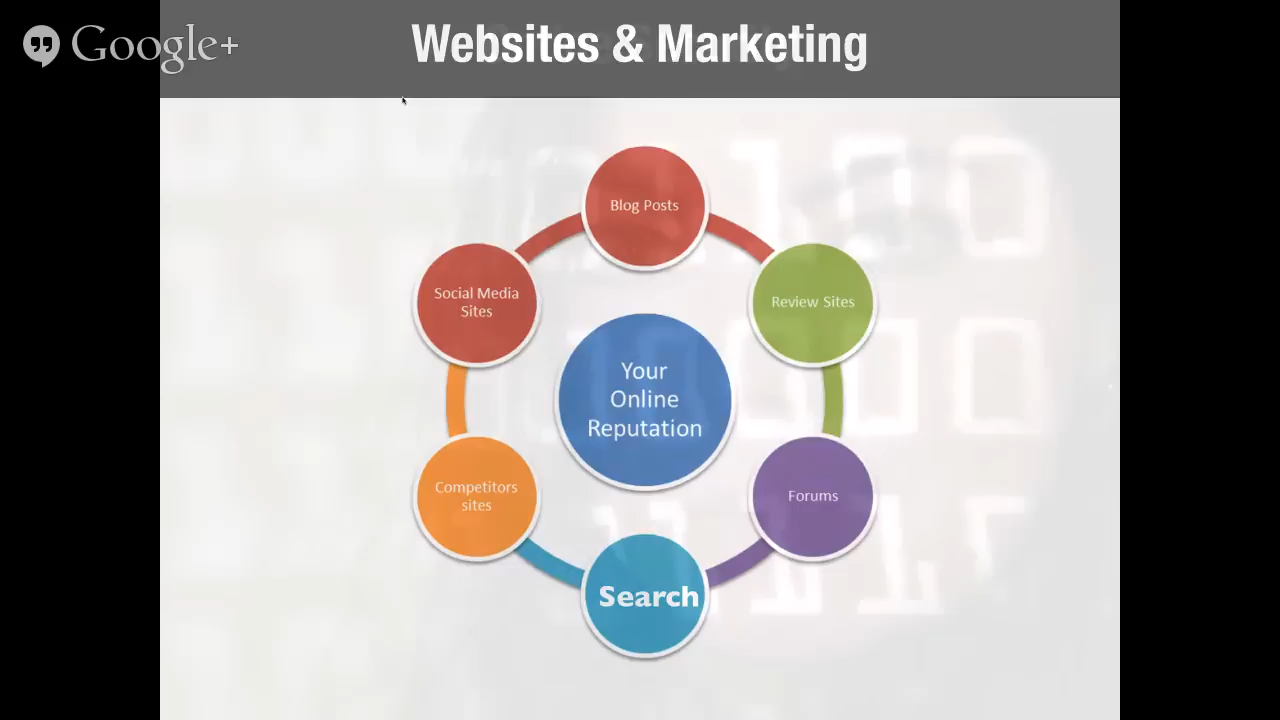 Google+
Websites & Marketing
Blog Posts
Social Media
Sites
Review Sites
Your
Online
Reputation
Competitors
sites
Forums
Search